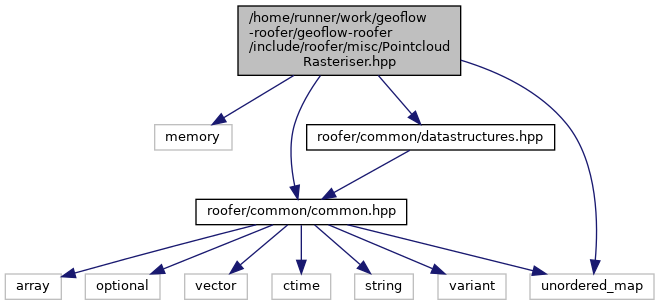 /home/runner/work/geoflow
-roofer/geoflow-roofer
/include/roofer/misc/Pointcloud
Rasteriser.hpp
memory
roofer/common/datastructures.hpp
roofer/common/common.hpp
array
optional
vector
ctime
string
variant
unordered_map